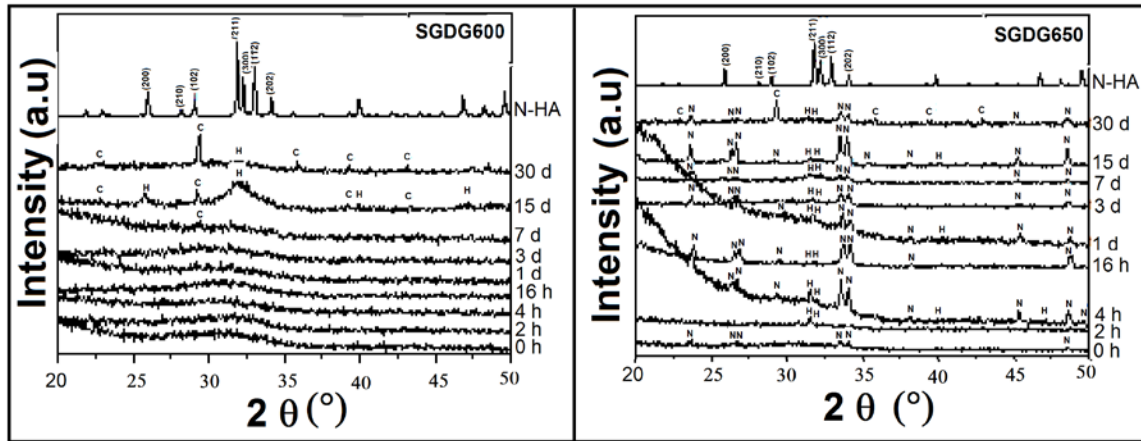 SGDG600
(200)
(210)
(102)
(211)
(300)
(112)
(202)
N-HA
C C H C C C 30 d
C H C H C H C H 15 d
C 7 d
3 d
1 d
16 h
4 h
2 h
0 h
20 25 30 35 40 45 50
2 θ (°)
Intensity (a.u)
SGDG650
(200)
(210)
(102)
(211)
(300)
(112)
(202)
N-HA
C N N N C H H N N C C C N N 30 d
N N N N H H N N N N H N N 15 d
N N H H N N N N 7 d
N N N H H N N N N 3 d
N N N H H N N N H N N 1 d
N N N N H H N N N N 16 h
N N N H H N N N H N H N N 4 h
H H 2 h
N N N N N N 0 h
20 25 30 35 40 45 50
2 θ (°)
Intensity (a.u)